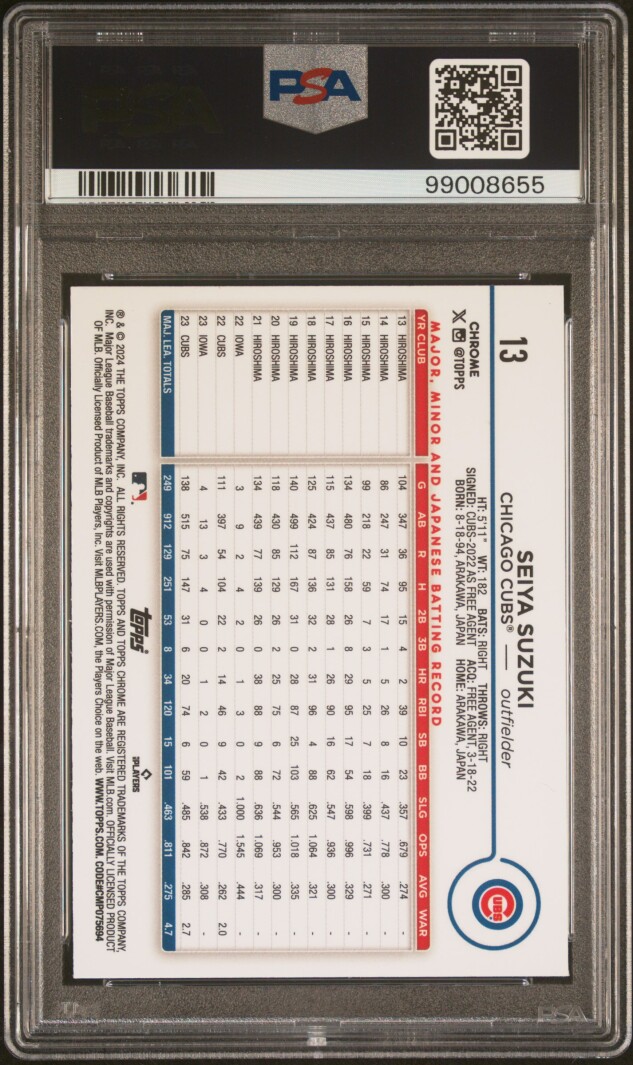 PSA
99008655
13
SEIYA SUZUKI
CHICAGO CUBS® — outfielder
CHROME
@TOPPS
HT: 5'11" WT: 182 BATS: RIGHT THROWS: RIGHT
SIGNED: CUBS-2022 AS FREE AGENT ACQ: FREE AGENT, 3-18-22
BORN: 8-18-94, ARAKAWA, JAPAN HOME: ARAKAWA, JAPAN
CUBS
MAJOR, MINOR AND JAPANESE BATTING RECORD
YR CLUB G AB R H 2B 3B HR RBI SB BB SLG OPS AVG WAR
13 HIROSHIMA 104 347 36 95 15 4 2 39 10 23 .357 .679 .274 -
14 HIROSHIMA 86 247 31 74 17 1 5 26 8 16 .437 .778 .300 -
15 HIROSHIMA 99 218 22 59 7 3 5 25 7 18 .399 .731 .271 -
16 HIROSHIMA 134 480 76 158 26 8 29 95 17 54 .598 .996 .329 -
17 HIROSHIMA 115 437 85 131 28 1 26 90 16 62 .547 .936 .300 -
18 HIROSHIMA 125 424 87 136 32 2 31 96 4 88 .625 1.064 .321 -
19 HIROSHIMA 140 499 112 167 31 0 28 87 25 103 .565 1.018 .335 -
20 HIROSHIMA 118 430 85 129 26 2 25 75 6 72 .544 .953 .300 -
21 HIROSHIMA 134 439 77 139 26 0 38 88 9 88 .636 1.069 .317 -
22 IOWA 3 9 2 4 2 0 1 3 0 2 1.000 1.545 .444 -
22 CUBS 111 397 54 104 22 2 14 46 9 42 .433 .770 .262 2.0
23 IOWA 4 13 3 4 0 0 1 2 0 1 .538 .872 .308 -
23 CUBS 138 515 75 147 31 6 20 74 6 59 .485 .842 .285 2.7
MAJ. LEA. TOTALS 249 912 129 251 53 8 34 120 15 101 .463 .811 .275 4.7
topps
PLAYERS
® & © 2024 THE TOPPS COMPANY, INC. ALL RIGHTS RESERVED. TOPPS AND TOPPS CHROME ARE REGISTERED TRADEMARKS OF THE TOPPS COMPANY,
INC. Major League Baseball trademarks and copyrights are used with permission of Major League Baseball. Visit MLB.com. OFFICIALLY LICENSED PRODUCT
OF MLB. Officially Licensed Product of MLB Players, Inc. Visit MLBPLAYERS.COM, the Players Choice on the web. WWW.TOPPS.COM. CODE#CMP075694
PSA